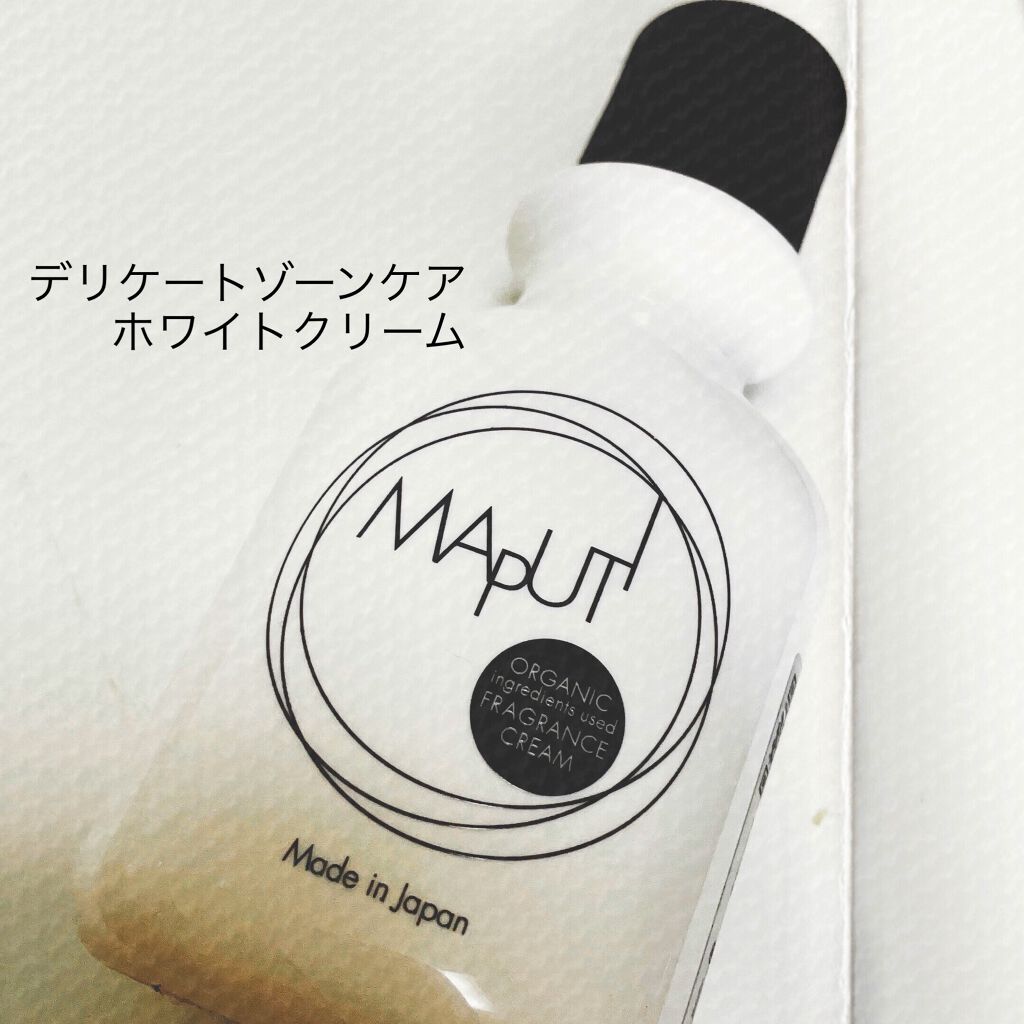 デリケートゾーンケア
ホワイトクリーム
MAPUTI
ORGANIC
ingredients used
FRAGRANCE
CREAM
Made in Japan